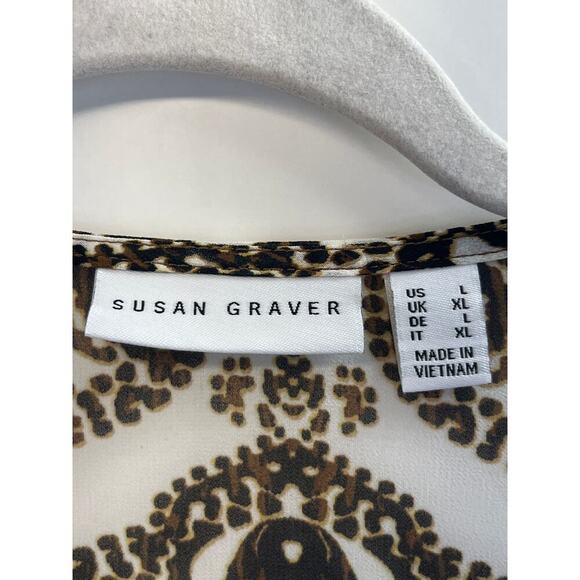 SUSAN GRAVER
US L
UK XL
DE L
IT XL
MADE IN
VIETNAM